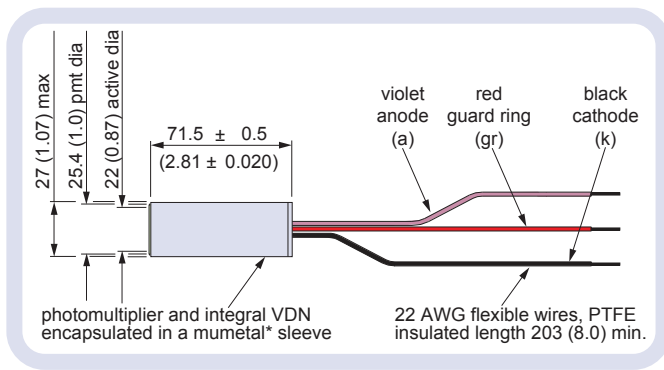 27 (1.07) max
25.4 (1.0) pmt dia
22 (0.87) active dia
71.5 ± 0.5
(2.81 ± 0.020)
violet
anode
(a)
red
guard ring
(gr)
black
cathode
(k)
photomultiplier and integral VDN
encapsulated in a mumetal* sleeve
22 AWG flexible wires, PTFE
insulated length 203 (8.0) min.